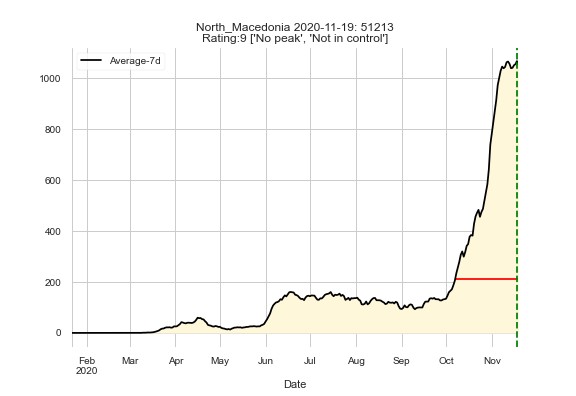 North_Macedonia 2020-11-19: 51213
Rating:9 ['No peak', 'Not in control']
Average-7d
1000
800
600
400
200
0
Feb Mar Apr May Jun Jul Aug Sep Oct Nov
2020
Date